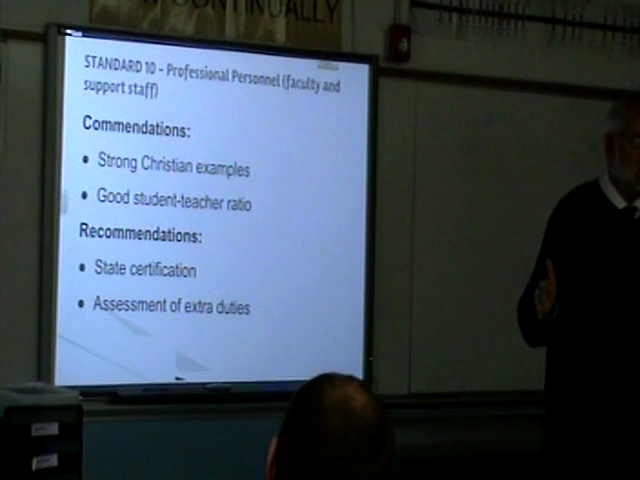 CONTINUALLY
STANDARD 10 – Professional Personnel (faculty and
support staff)
Commendations:
• Strong Christian examples
• Good student-teacher ratio
Recommendations:
• State certification
• Assessment of extra duties